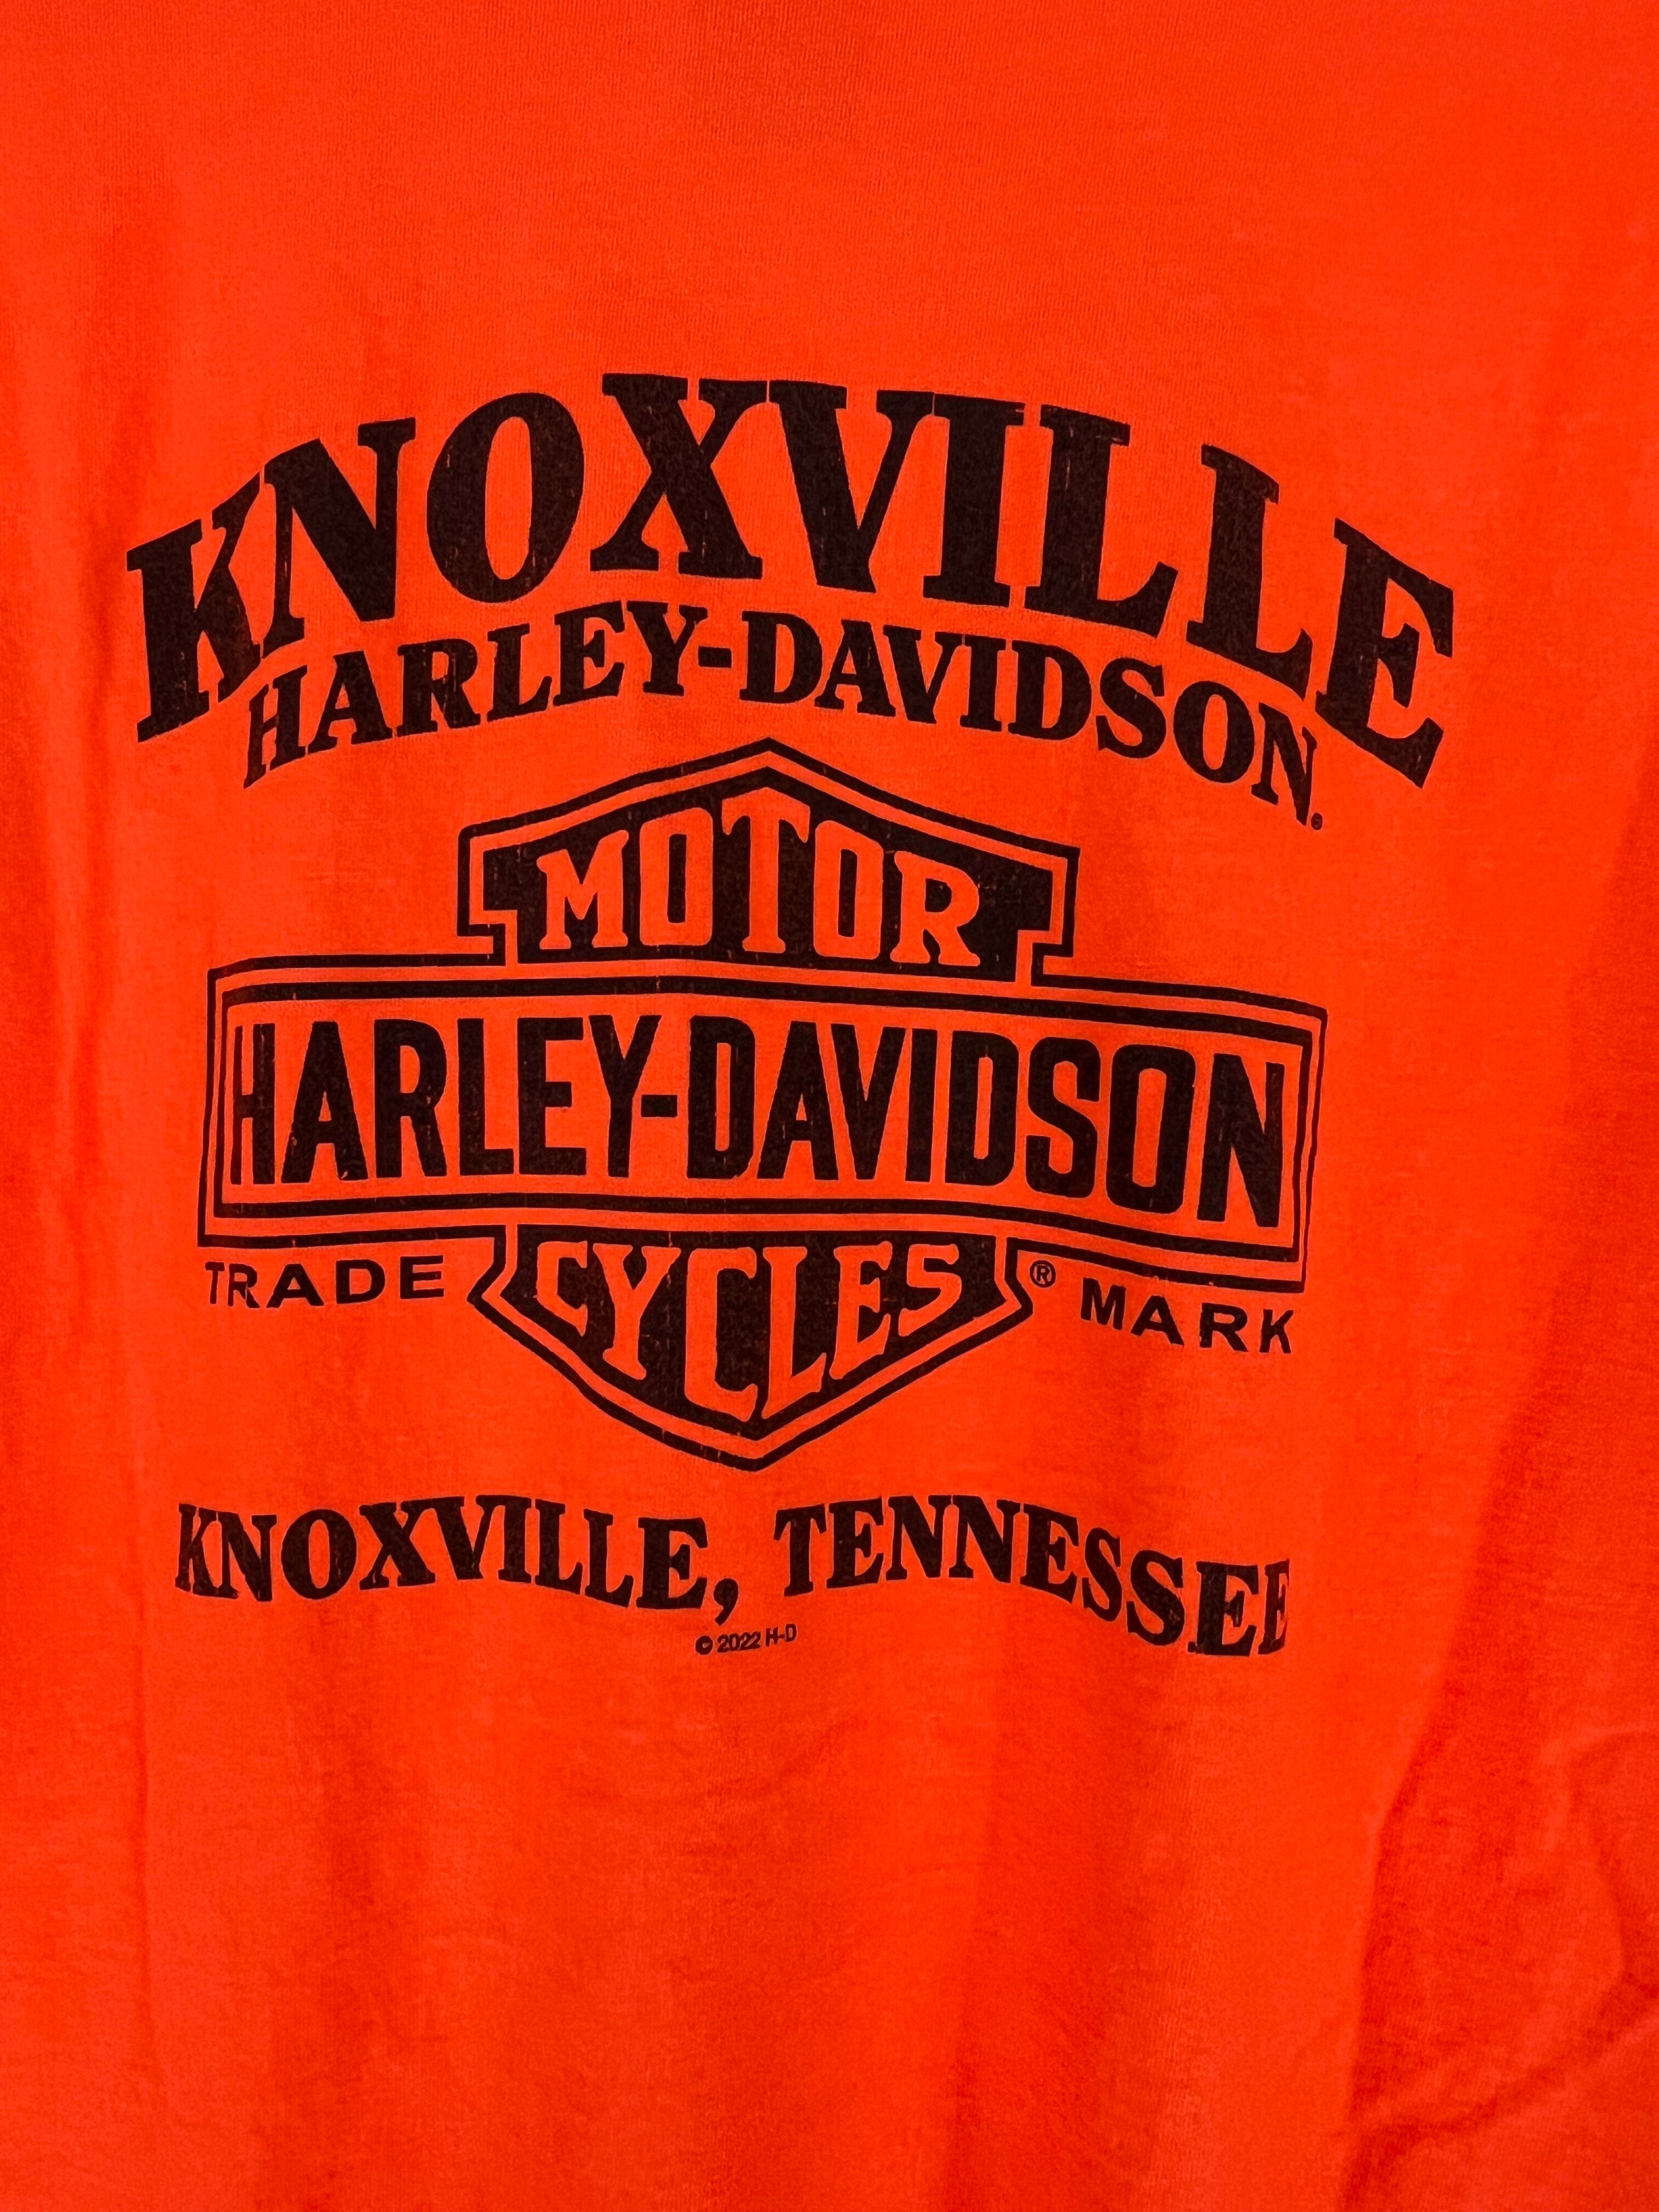 KNOXVILLE
HARLEY-DAVIDSON.
MOTOR
HARLEY-DAVIDSON
CYCLES
TRADE ® MARK
KNOXVILLE, TENNESSEE
© 2022 H-D